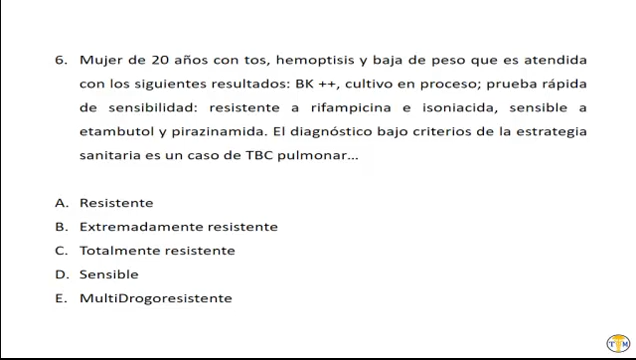 6. Mujer de 20 años con tos, hemoptisis y baja de peso que es atendida
con los siguientes resultados: BK ++, cultivo en proceso; prueba rápida
de sensibilidad: resistente a rifampicina e isoniacida, sensible a
etambutol y pirazinamida. El diagnóstico bajo criterios de la estrategia
sanitaria es un caso de TBC pulmonar...
A. Resistente
B. Extremadamente resistente
C. Totalmente resistente
D. Sensible
E. MultiDrogoresistente
T M